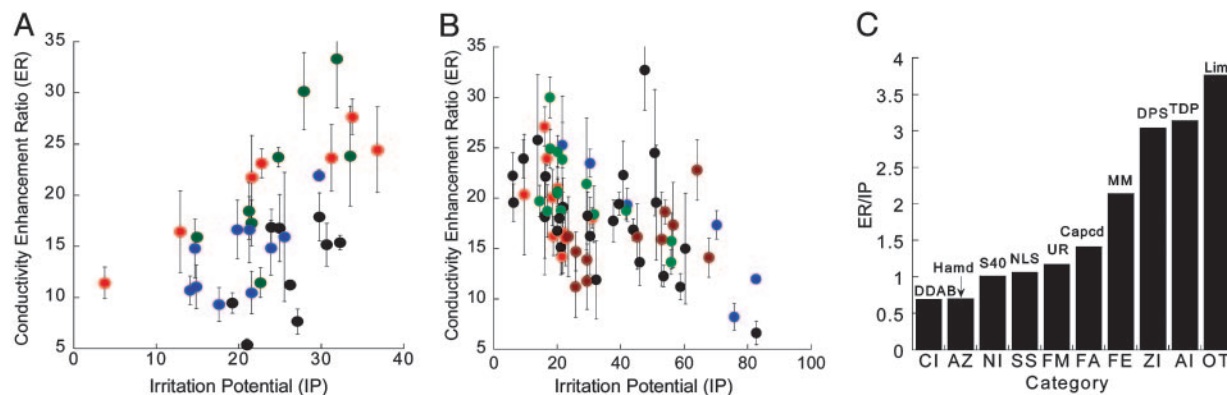 A
Conductivity Enhancement Ratio (ER)
35
30
25
20
15
10
5
0
10
20
30
40
Irritation Potential (IP)
B
Conductivity Enhancement Ratio (ER)
35
30
25
20
15
10
5
0
20
40
60
80
100
Irritation Potential (IP)
C
ER/IP
4
3.5
3
2.5
2
1.5
1
0.5
0
DDAB
Hamd
S40
NLS
UR
Capcd
MM
DPS
TDP
Lim
CI AZ NI SS FM FA FE ZI AI OT
Category